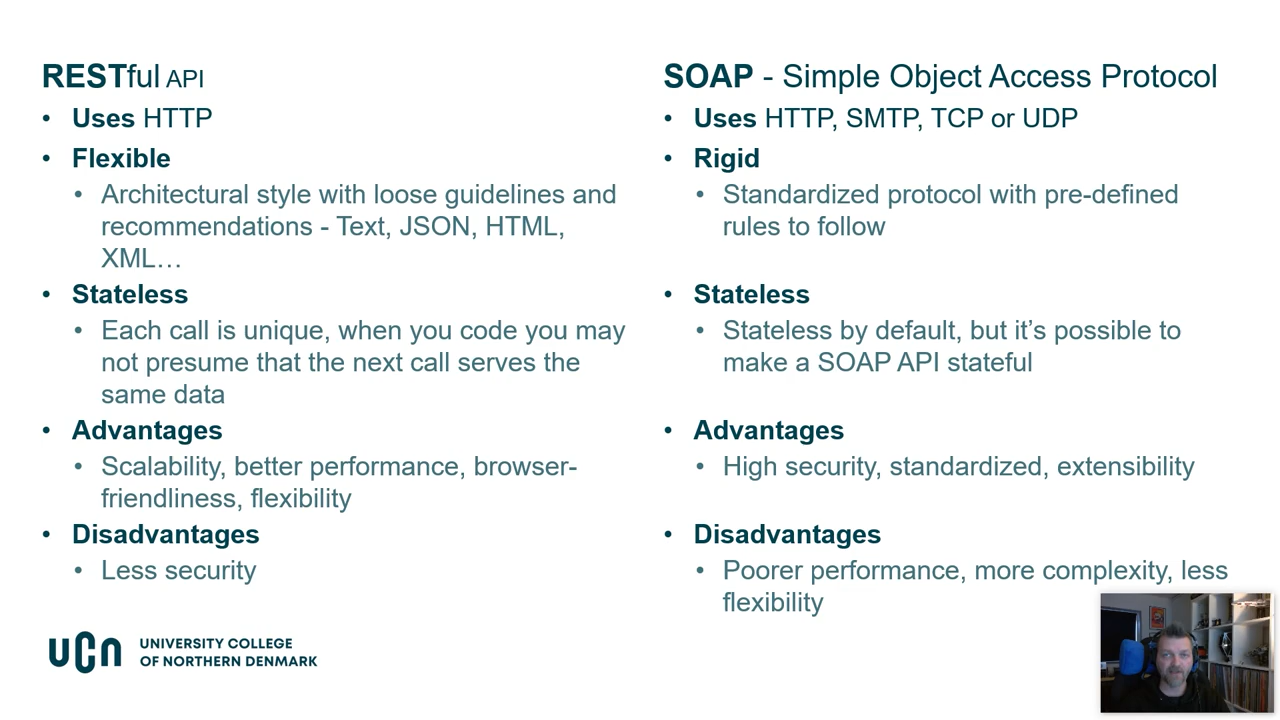 RESTful API
• Uses HTTP
• Flexible
• Architectural style with loose guidelines and
recommendations - Text, JSON, HTML,
XML…
• Stateless
• Each call is unique, when you code you may
not presume that the next call serves the
same data
• Advantages
• Scalability, better performance, browser-
friendliness, flexibility
• Disadvantages
• Less security
SOAP - Simple Object Access Protocol
• Uses HTTP, SMTP, TCP or UDP
• Rigid
• Standardized protocol with pre-defined
rules to follow
• Stateless
• Stateless by default, but it’s possible to
make a SOAP API stateful
• Advantages
• High security, standardized, extensibility
• Disadvantages
• Poorer performance, more complexity, less
flexibility
ucn UNIVERSITY COLLEGE
OF NORTHERN DENMARK